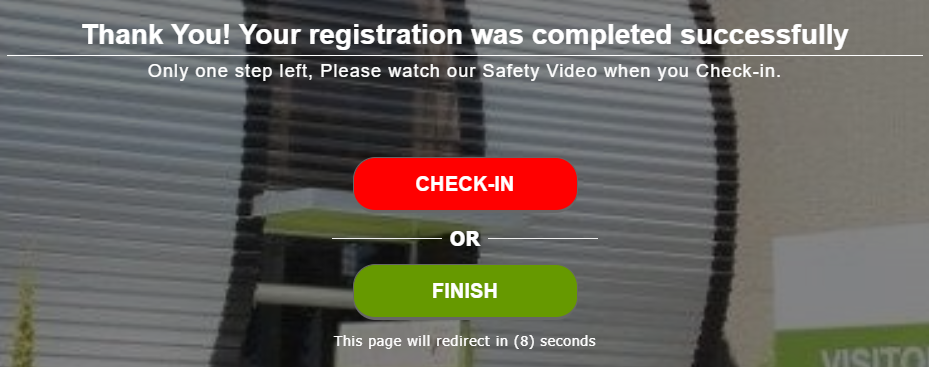 Thank You! Your registration was completed successfully
Only one step left, Please watch our Safety Video when you Check-in.
CHECK-IN
OR
FINISH
This page will redirect in (8) seconds